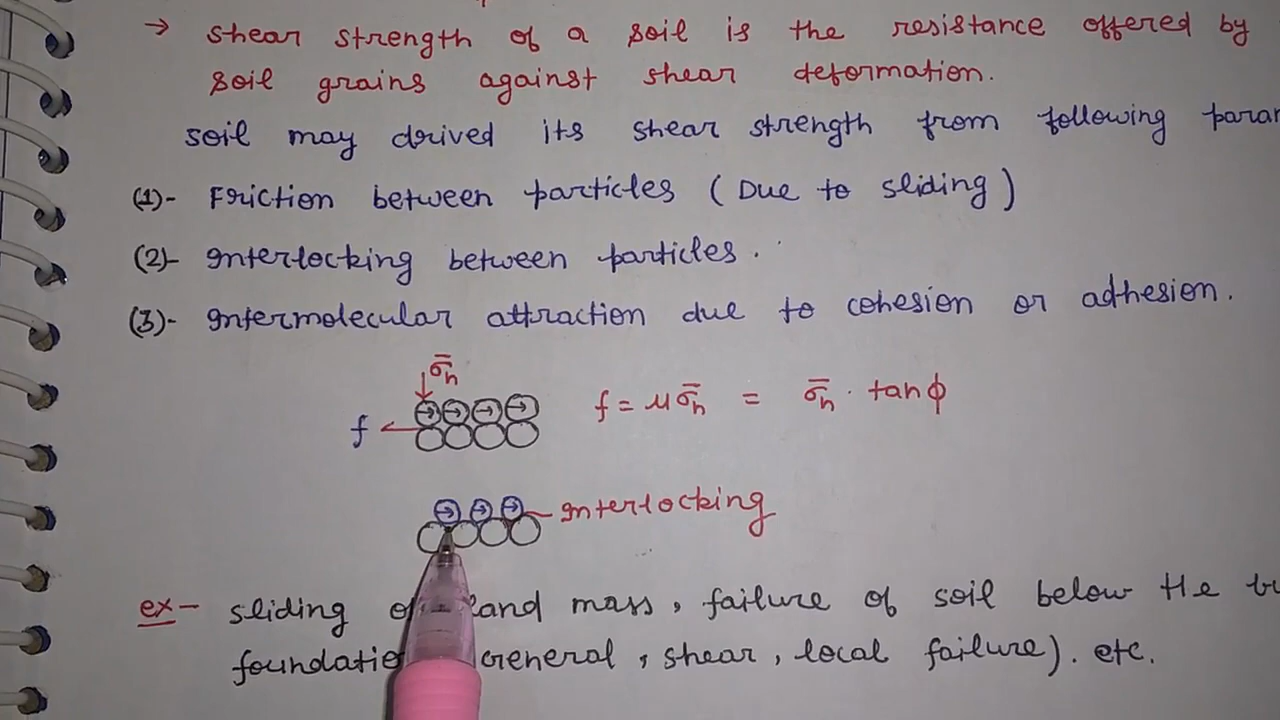 → shear strength of a soil is the resistance offered by
soil grains against shear deformation.
soil may drived its shear strength from following
(1)- Friction between particles (Due to sliding)
(2)- Interlocking between particles.
(3)- Intermolecular attraction due to cohesion or adhesion.
σ̄n
f f = μσ̄n = σ̄n · tanϕ
Interlocking
ex- sliding land mass, failure of soil below the
General, shear, local failure). etc.